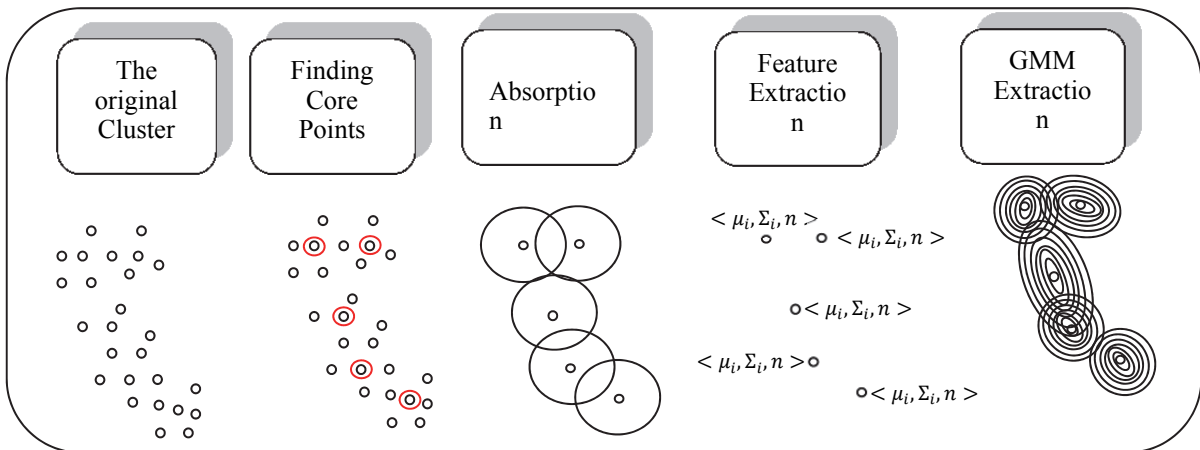 The
original
Cluster
Finding
Core
Points
Absorptio
n
Feature
Extractio
n
GMM
Extractio
n
< μᵢ, Σᵢ, n >
< μᵢ, Σᵢ, n >
< μᵢ, Σᵢ, n >
< μᵢ, Σᵢ, n >
< μᵢ, Σᵢ, n >